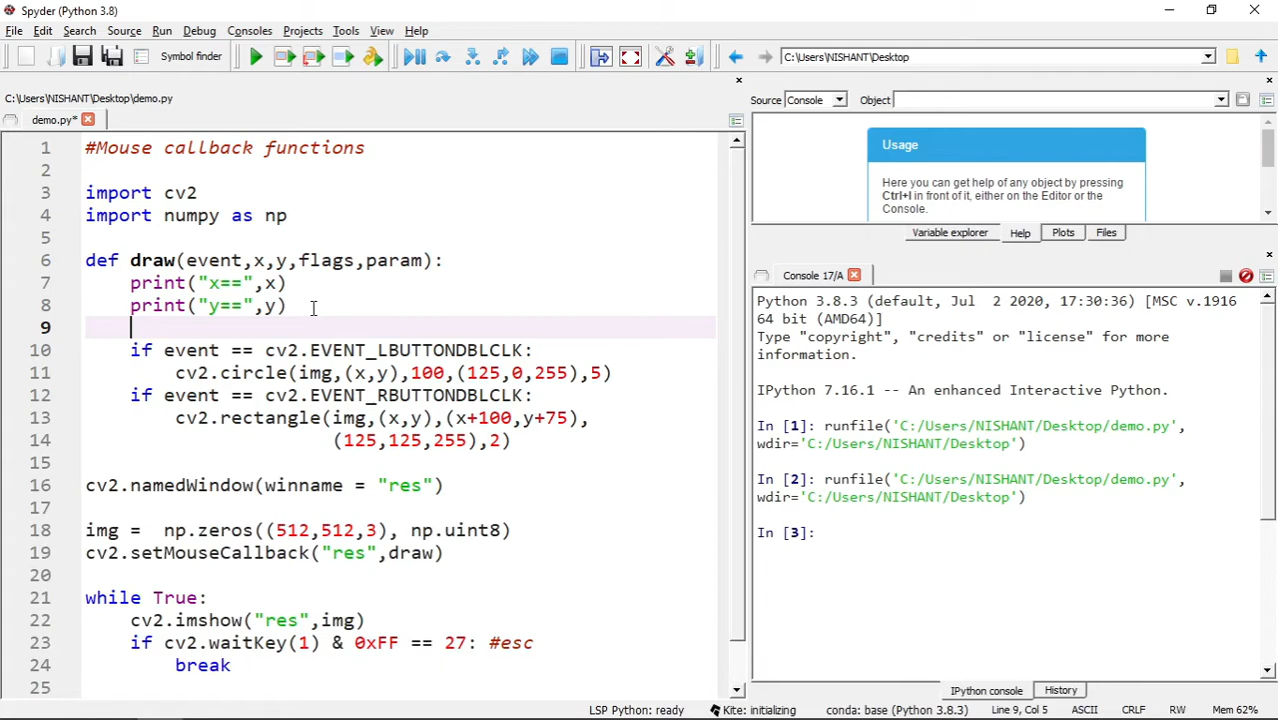 Spyder (Python 3.8)
File Edit Search Source Run Debug Consoles Projects Tools View Help
Symbol finder
C:\Users\NISHANT\Desktop
C:\Users\NISHANT\Desktop\demo.py
demo.py*
1 #Mouse callback functions
2
3 import cv2
4 import numpy as np
5
6 def draw(event,x,y,flags,param):
7 print("x==",x)
8 print("y==",y)
9
10 if event == cv2.EVENT_LBUTTONDBLCLK:
11 cv2.circle(img,(x,y),100,(125,0,255),5)
12 if event == cv2.EVENT_RBUTTONDBLCLK:
13 cv2.rectangle(img,(x,y),(x+100,y+75),
14 (125,125,255),2)
15
16 cv2.namedWindow(winname = "res")
17
18 img =  np.zeros((512,512,3), np.uint8)
19 cv2.setMouseCallback("res",draw)
20
21 while True:
22 cv2.imshow("res",img)
23 if cv2.waitKey(1) & 0xFF == 27: #esc
24 break
25
Source Console Object
Usage
Here you can get help of any object by pressing
Ctrl+I in front of it, either on the Editor or the
Console.
Variable explorer Help Plots Files
Console 17/A
Python 3.8.3 (default, Jul  2 2020, 17:30:36) [MSC v.1916
64 bit (AMD64)]
Type "copyright", "credits" or "license" for more
information.
IPython 7.16.1 -- An enhanced Interactive Python.
In [1]: runfile('C:/Users/NISHANT/Desktop/demo.py',
wdir='C:/Users/NISHANT/Desktop')
In [2]: runfile('C:/Users/NISHANT/Desktop/demo.py',
wdir='C:/Users/NISHANT/Desktop')
In [3]:
IPython console History
LSP Python: ready Kite: initializing conda: base (Python 3.8.3) Line 9, Col 5 ASCII CRLF RW Mem 62%